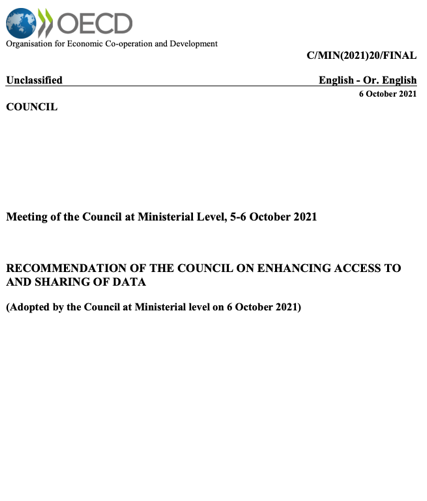 OECD
Organisation for Economic Co-operation and Development
C/MIN(2021)20/FINAL
Unclassified English - Or. English
6 October 2021
COUNCIL
Meeting of the Council at Ministerial Level, 5-6 October 2021
RECOMMENDATION OF THE COUNCIL ON ENHANCING ACCESS TO
AND SHARING OF DATA
(Adopted by the Council at Ministerial level on 6 October 2021)